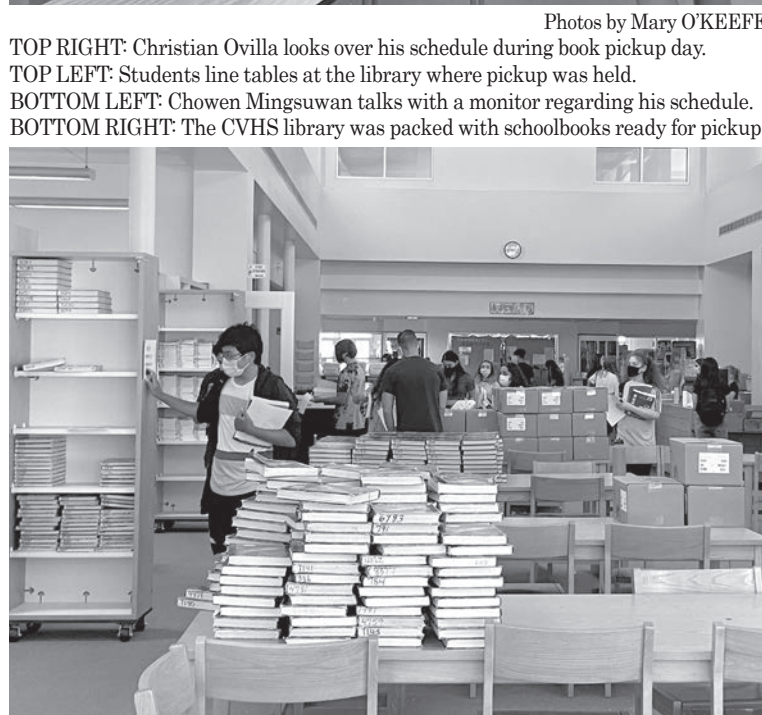 Photos by Mary O’KEEFE
TOP RIGHT: Christian Ovilla looks over his schedule during book pickup day.
TOP LEFT: Students line tables at the library where pickup was held.
BOTTOM LEFT: Chowen Mingsuwan talks with a monitor regarding his schedule.
BOTTOM RIGHT: The CVHS library was packed with schoolbooks ready for pickup